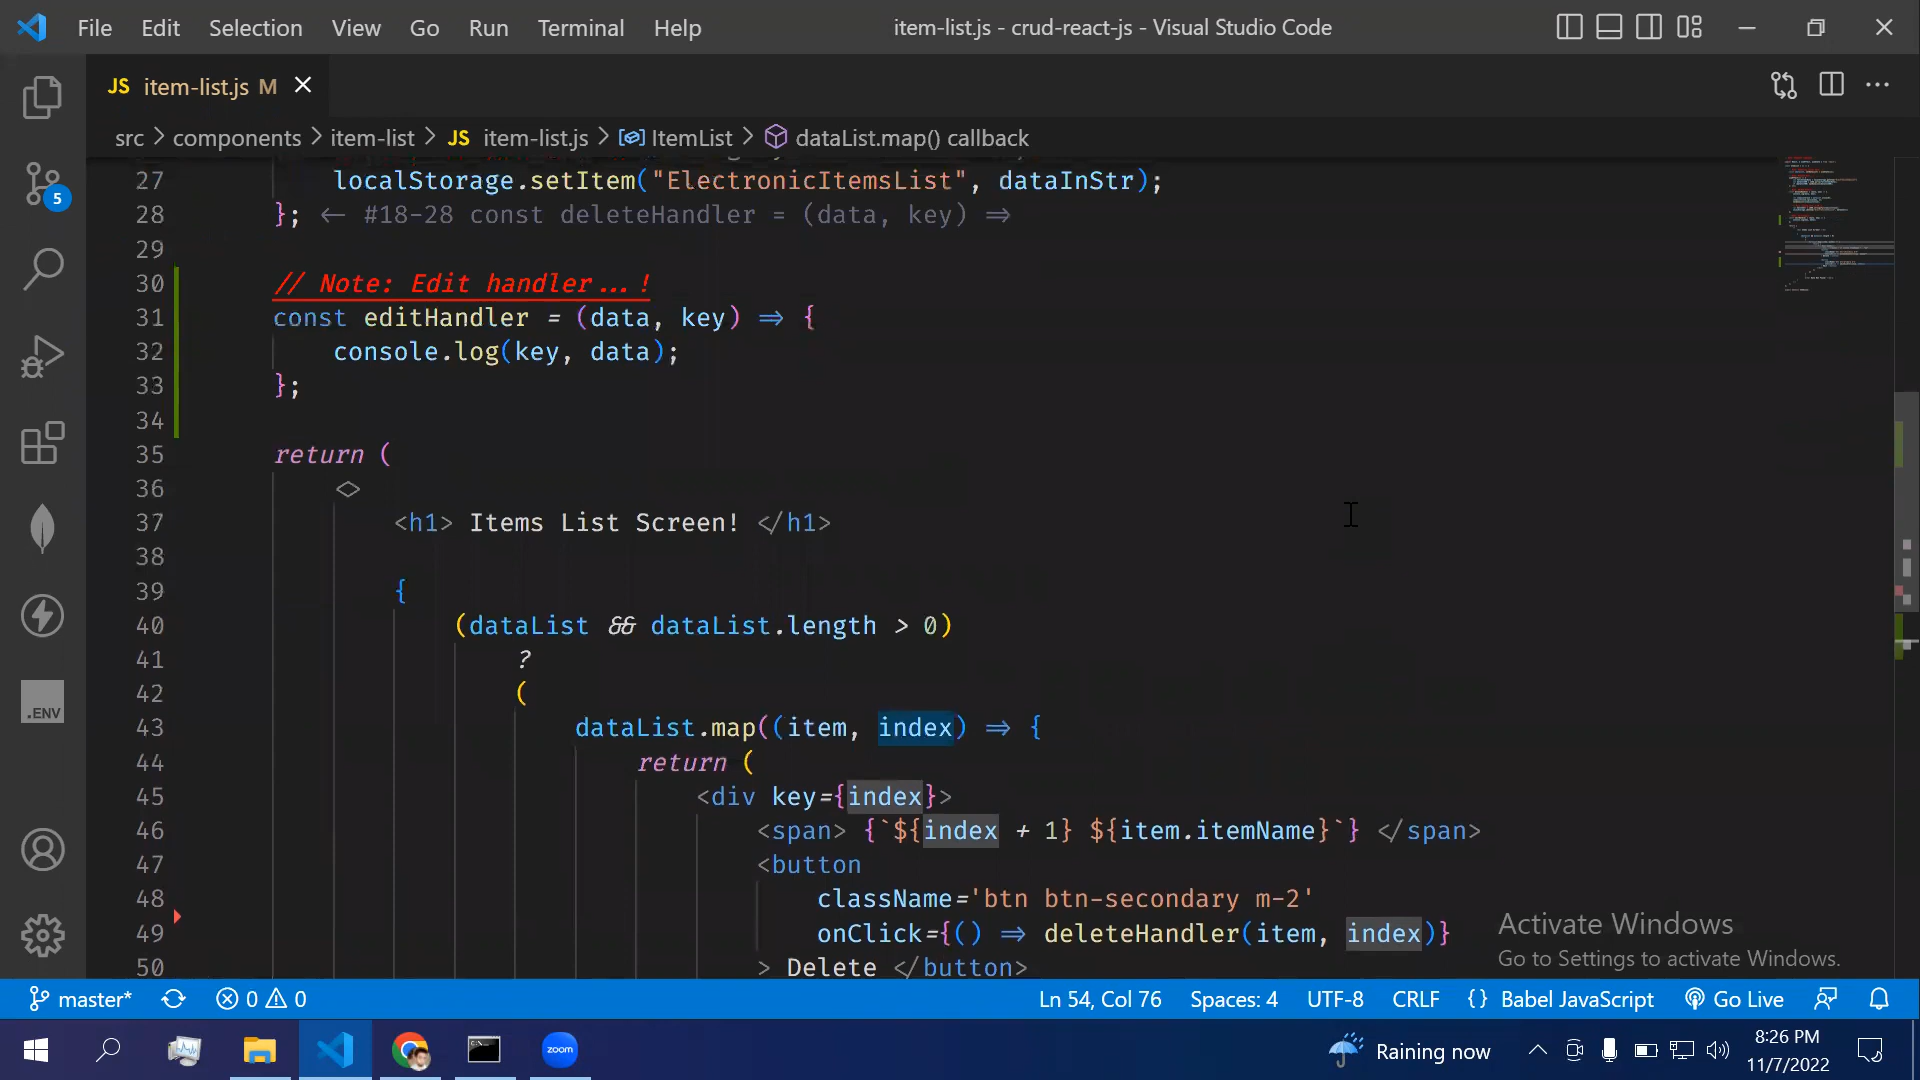 File Edit Selection View Go Run Terminal Help item-list.js - crud-react-js - Visual Studio Code
JS item-list.js M
src > components > item-list > JS item-list.js > ItemList > dataList.map() callback
27 localStorage.setItem("ElectronicItemsList", dataInStr);
28 }; <- #18-28 const deleteHandler = (data, key) =>
29
30 // Note: Edit handler...!
31 const editHandler = (data, key) => {
32 console.log(key, data);
33 };
34
35 return (
36 <>
37 <h1> Items List Screen! </h1>
38
39 {
40 (dataList && dataList.length > 0)
41 ?
42 (
43 dataList.map((item, index) => {
44 return (
45 <div key={index}>
46 <span> {`${index + 1} ${item.itemName}`} </span>
47 <button
48 className='btn btn-secondary m-2'
49 onClick={() => deleteHandler(item, index)}
50 > Delete </button>
5
.ENV
Activate Windows
Go to Settings to activate Windows.
master* 0 0 Ln 54, Col 76 Spaces: 4 UTF-8 CRLF {} Babel JavaScript Go Live
zoom
Raining now
8:26 PM
11/7/2022